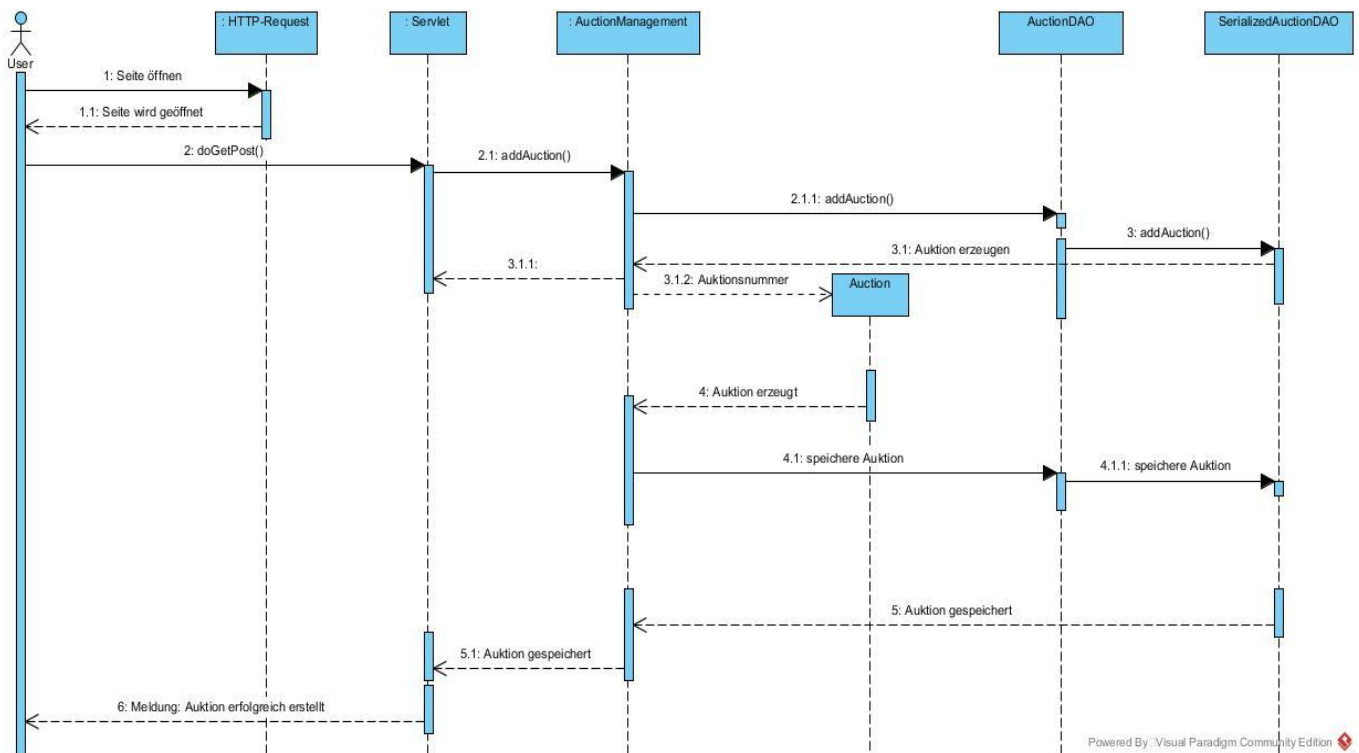 : HTTP-Request
: Servlet
: AuctionManagement
AuctionDAO
SerializedAuctionDAO
User
1: Seite öffnen
1.1: Seite wird geöffnet
2: doGetPost()
2.1: addAuction()
2.1.1: addAuction()
3: addAuction()
3.1: Auktion erzeugen
3.1.1:
3.1.2: Auktionsnummer
Auction
4: Auktion erzeugt
4.1: speichere Auktion
4.1.1: speichere Auktion
5: Auktion gespeichert
5.1: Auktion gespeichert
6: Meldung: Auktion erfolgreich erstellt
Powered By Visual Paradigm Community Edition